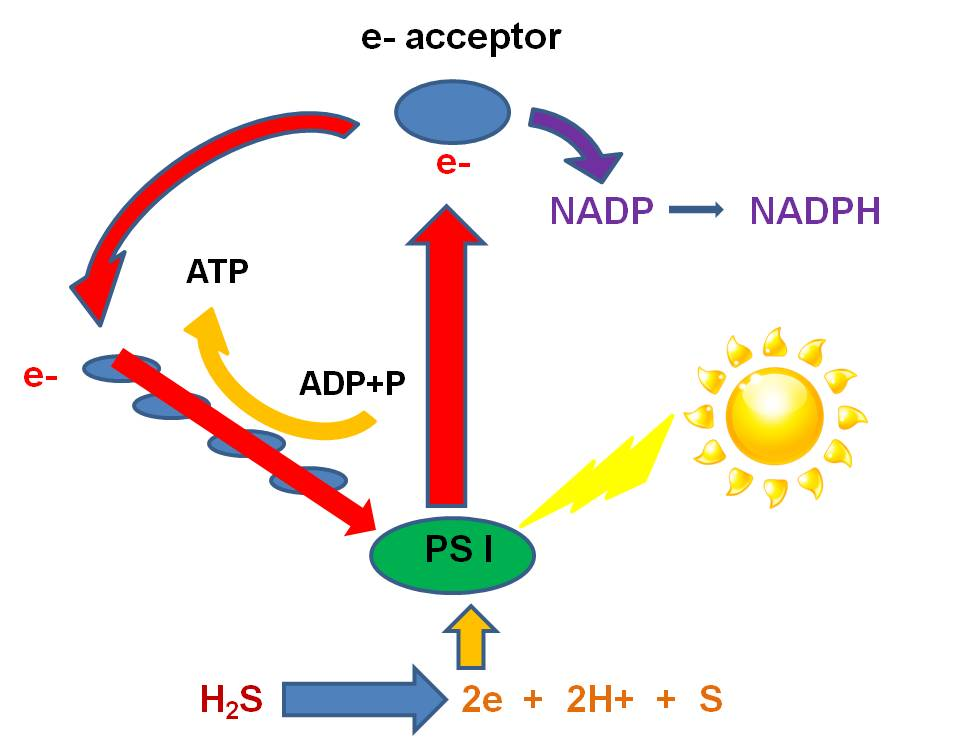 e- acceptor
e-
NADP
NADPH
ATP
e-
ADP+P
PS I
H₂S
2e + 2H+ + S